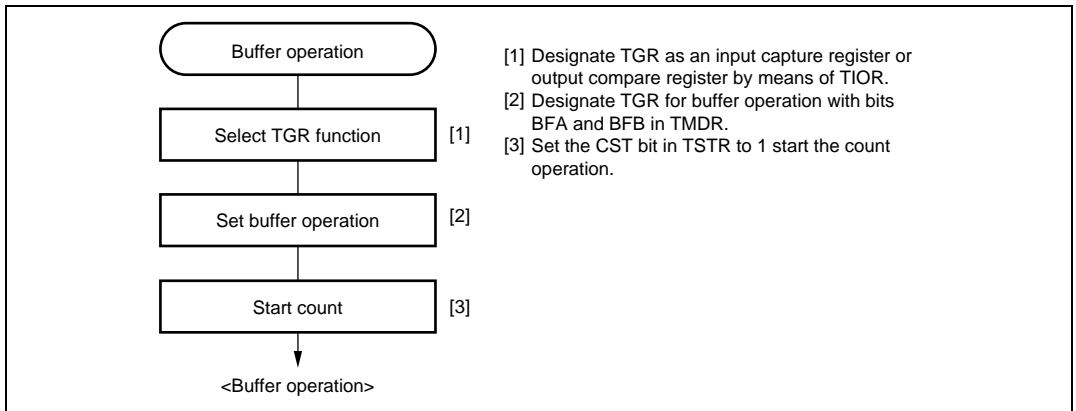 Buffer operation
Select TGR function
[1]
Set buffer operation
[2]
Start count
[3]
<Buffer operation>
[1] Designate TGR as an input capture register or
output compare register by means of TIOR.
[2] Designate TGR for buffer operation with bits
BFA and BFB in TMDR.
[3] Set the CST bit in TSTR to 1 start the count
operation.